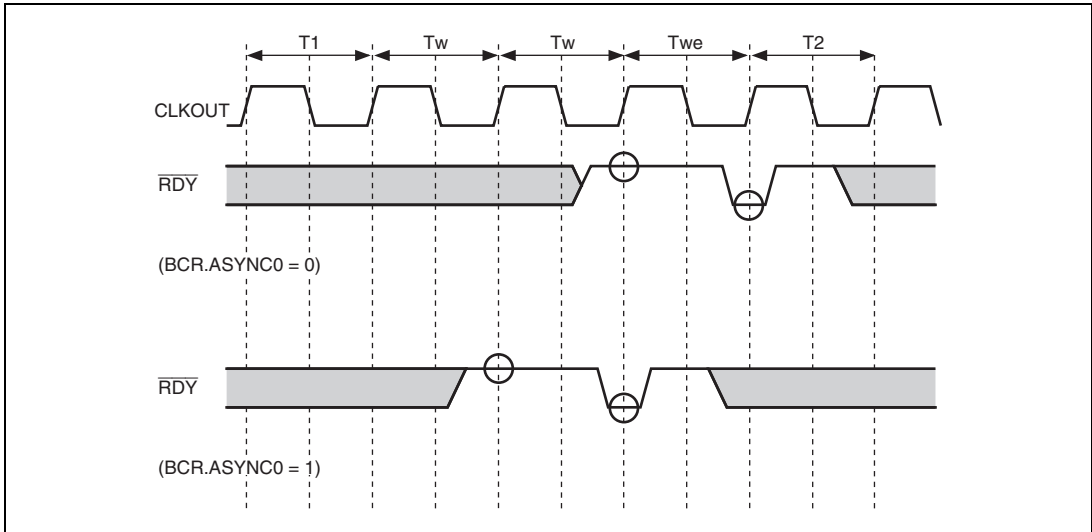 T1 Tw Tw Twe T2
CLKOUT
RDY
(BCR.ASYNC0 = 0)
RDY
(BCR.ASYNC0 = 1)